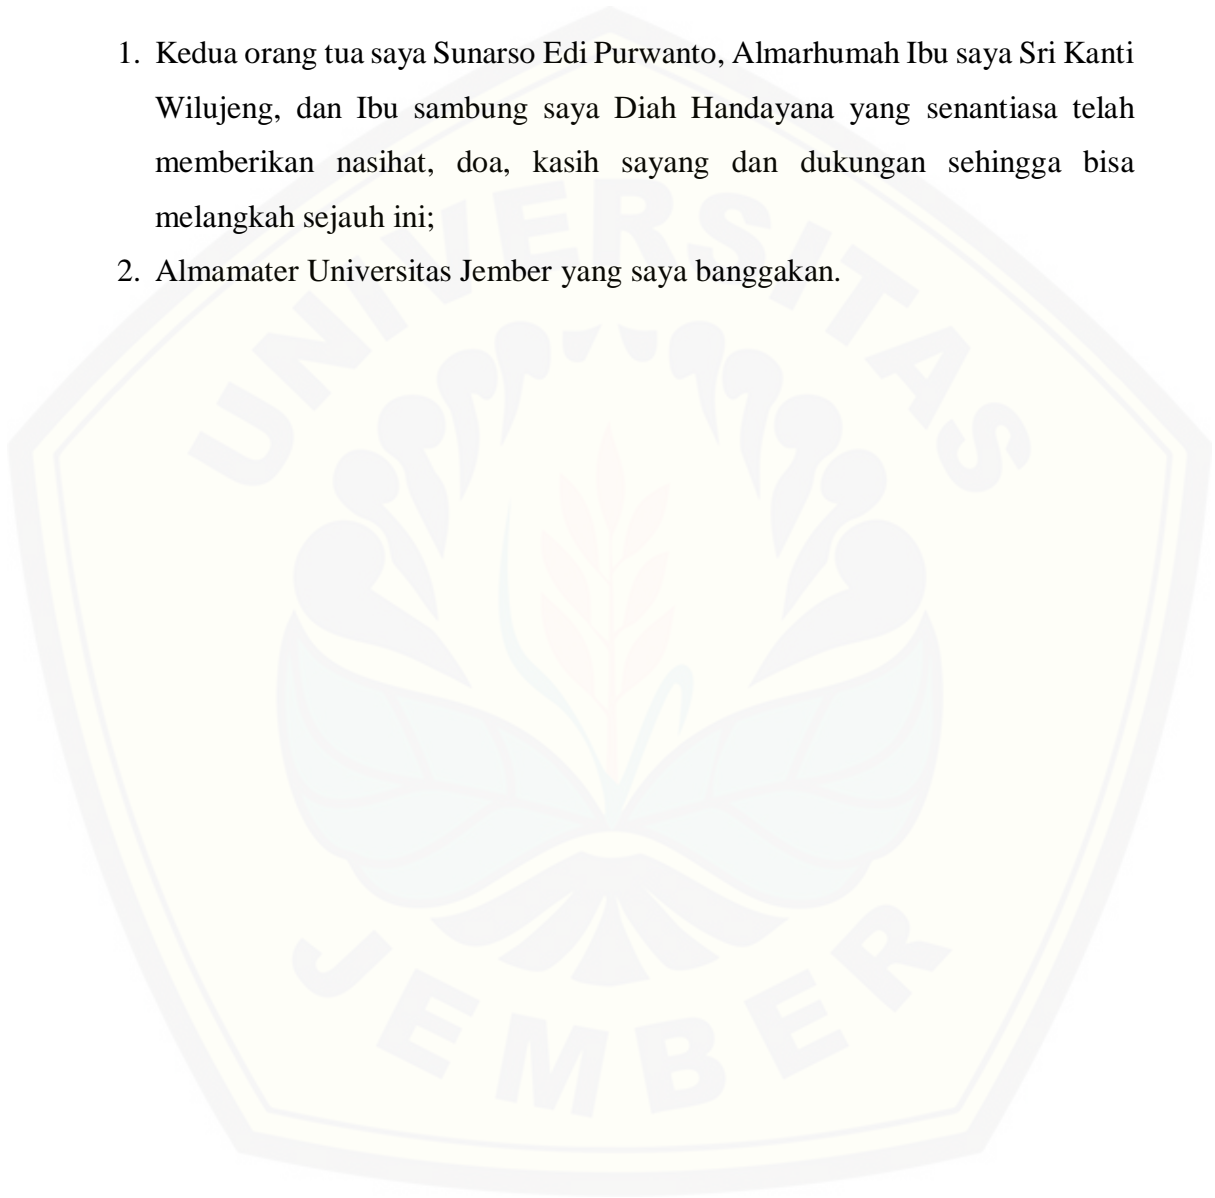 1. Kedua orang tua saya Sunarso Edi Purwanto, Almarhumah Ibu saya Sri Kanti
Wilujeng, dan Ibu sambung saya Diah Handayana yang senantiasa telah
memberikan nasihat, doa, kasih sayang dan dukungan sehingga bisa
melangkah sejauh ini;
2. Almamater Universitas Jember yang saya banggakan.
UNIVERSITAS
JEMBER